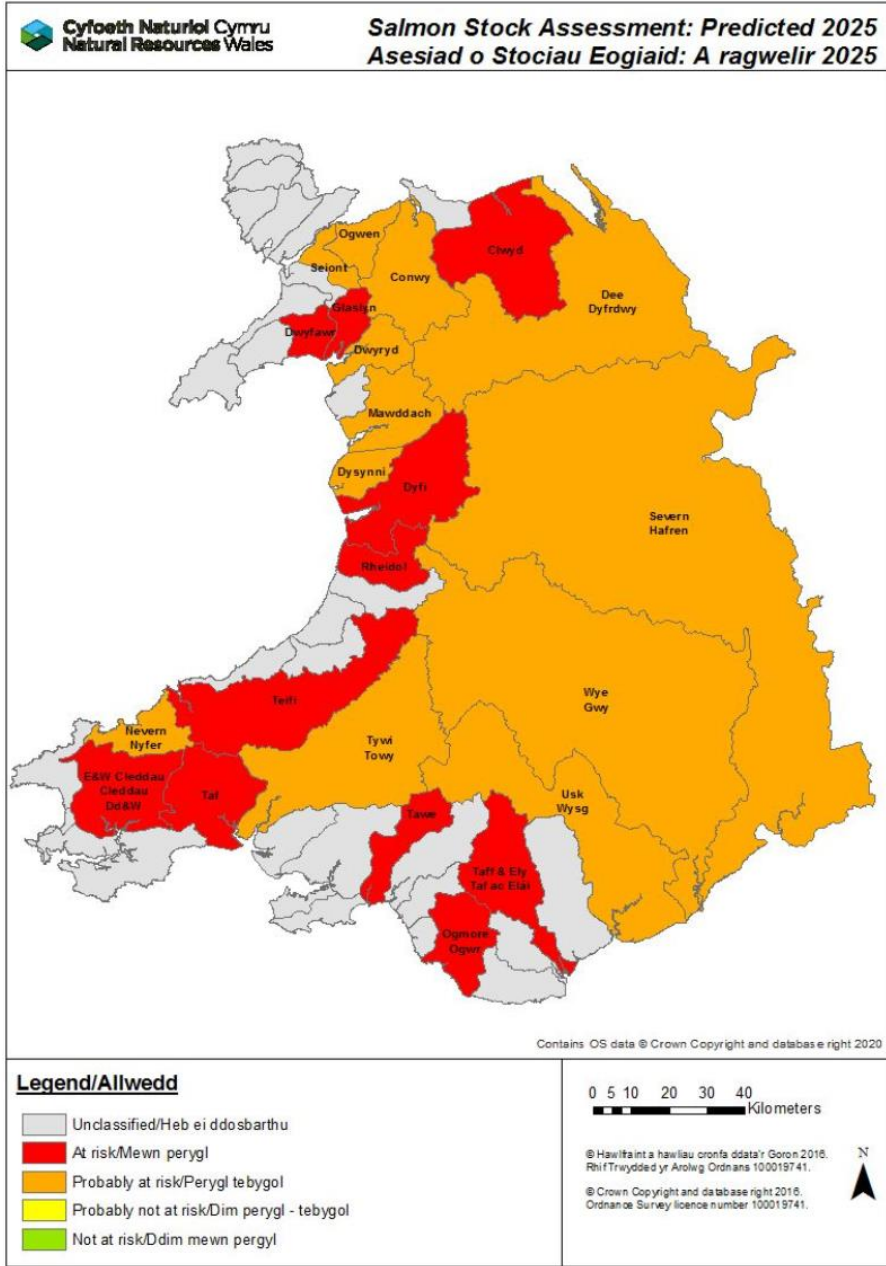 Cyfoeth Naturiol Cymru
Natural Resources Wales
Salmon Stock Assessment: Predicted 2025
Asesiad o Stociau Eogiaid: A ragwelir 2025
Ogwen
Seiont
Conwy
Clwyd
Dee
Dyfrdwy
Glaslyn
Dwyfawr
Dwyryd
Mawddach
Dysynni
Dyfi
Severn
Hafren
Rheidol
Teifi
Wye
Gwy
Nevern
Nyfer
Tywi
Towy
E&W Cleddau
Cleddau
Dd&W
Taf
Usk
Wysg
Tawe
Taff & Ely
Taf ac Elái
Ogmore
Ogwr
Contains OS data © Crown Copyright and database right 2020
Legend/Allwedd
Unclassified/Heb ei ddosbarthu
At risk/Mewn perygl
Probably at risk/Perygl tebygol
Probably not at risk/Dim perygl - tebygol
Not at risk/Ddim mewn pergyl
0 5 10 20 30 40
Kilometers
© Hawlfraint a hawliau cronfa ddata'r Goron 2016.
Rhif Trwydded yr Arolwg Ordnans 100019741.
© Crown Copyright and database right 2016.
Ordnance Survey licence number 100019741.
N